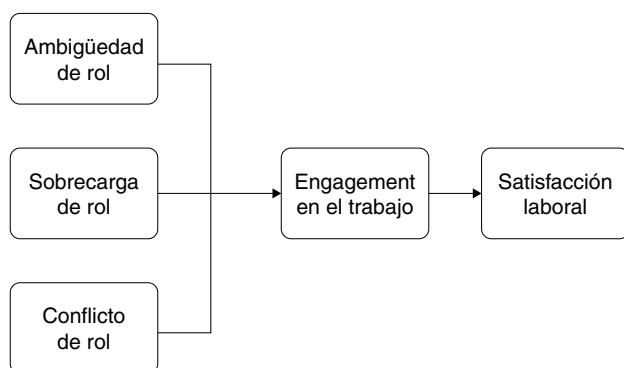 Ambigüedad
de rol
Sobrecarga
de rol
Engagement
en el trabajo
Satisfacción
laboral
Conflicto
de rol